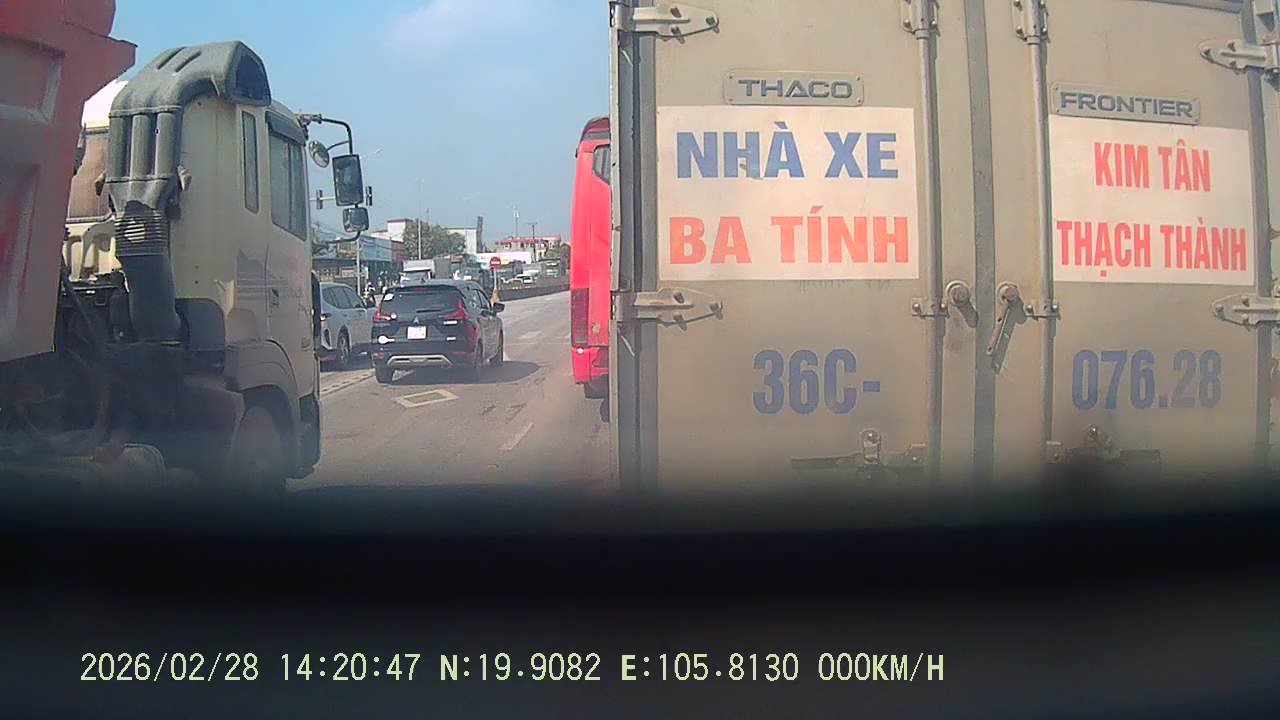 THACO
NHÀ XE
BA TÍNH
FRONTIER
KIM TÂN
THẠCH THÀNH
36C-
076.28
2026/02/28 14:20:47 N:19.9082 E:105.8130 000KM/H